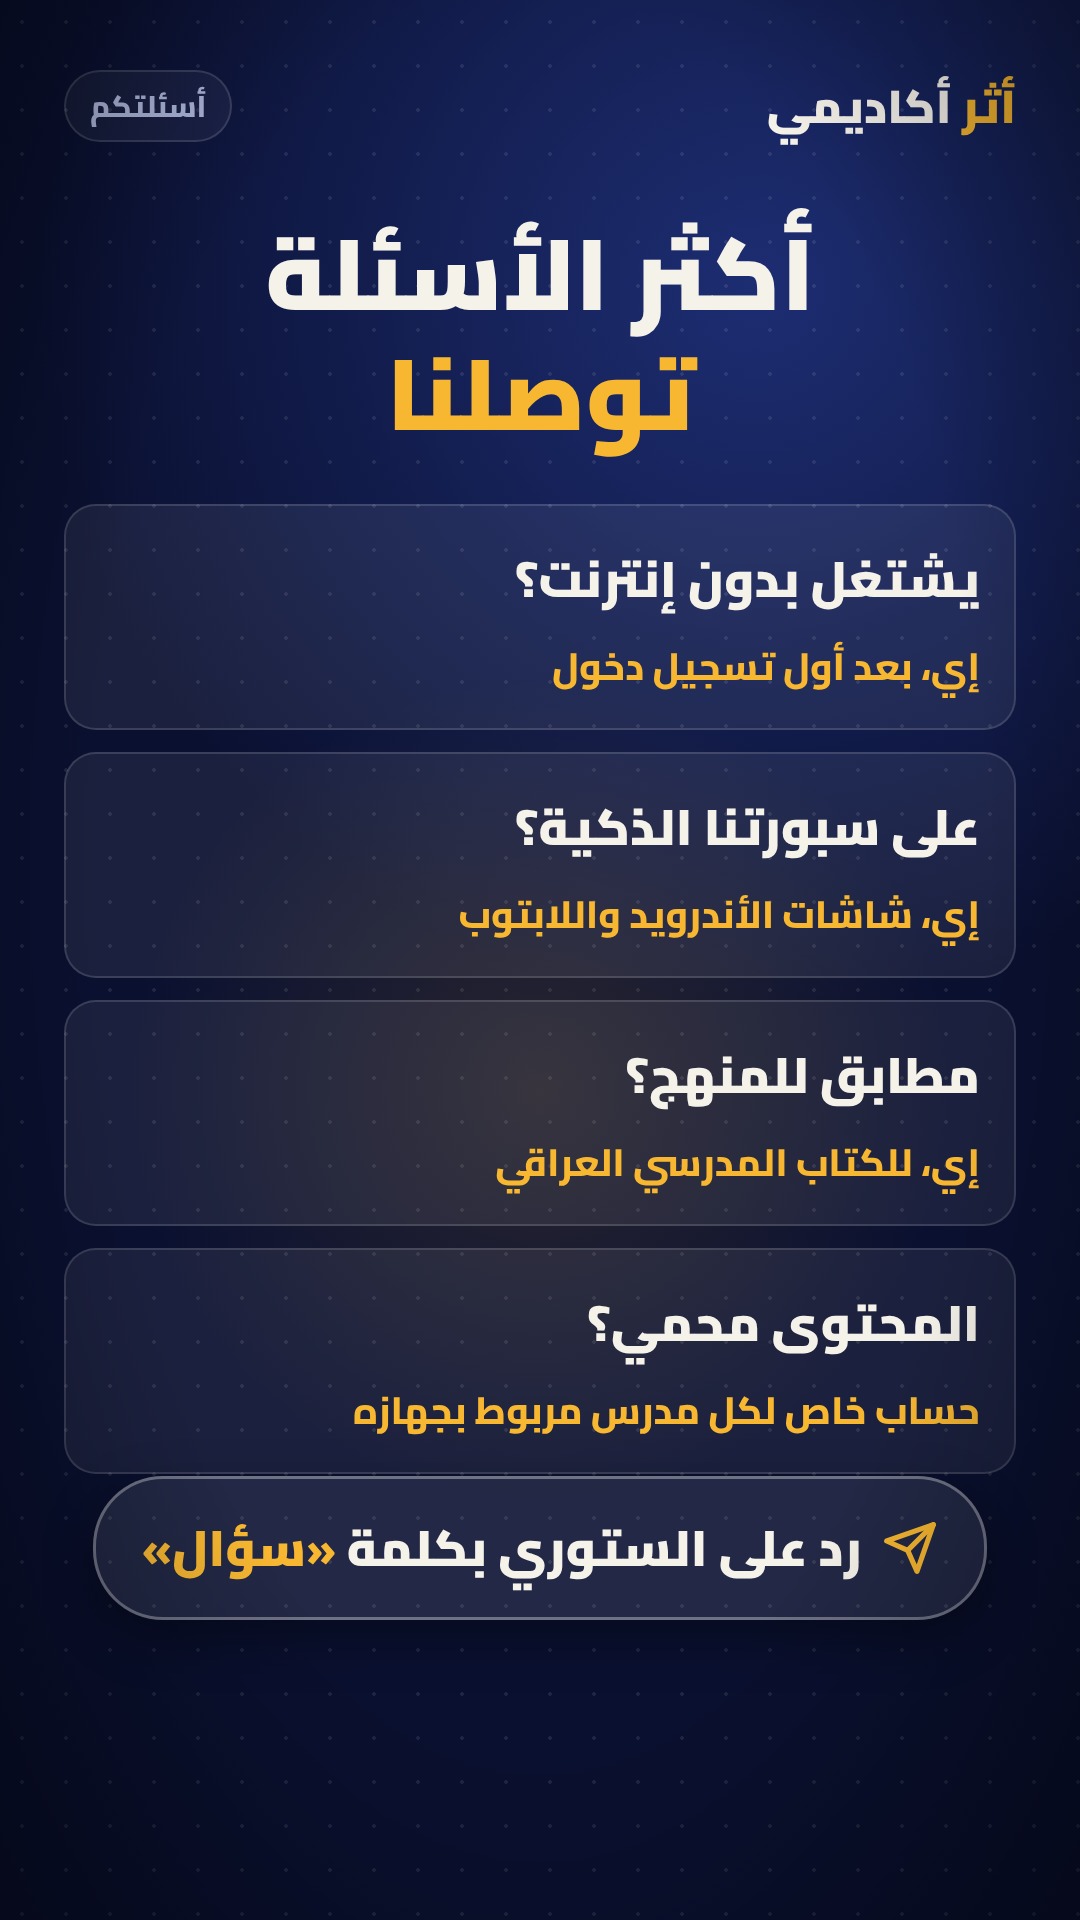 أثر أكاديمي
أسئلتكم
أكثر الأسئلة
توصلنا
يشتغل بدون إنترنت؟
إي، بعد أول تسجيل دخول
على سبورتنا الذكية؟
إي، شاشات الأندرويد واللابتوب
مطابق للمنهج؟
إي، للكتاب المدرسي العراقي
المحتوى محمي؟
حساب خاص لكل مدرس مربوط بجهازه
رد على الستوري بكلمة «سؤال»